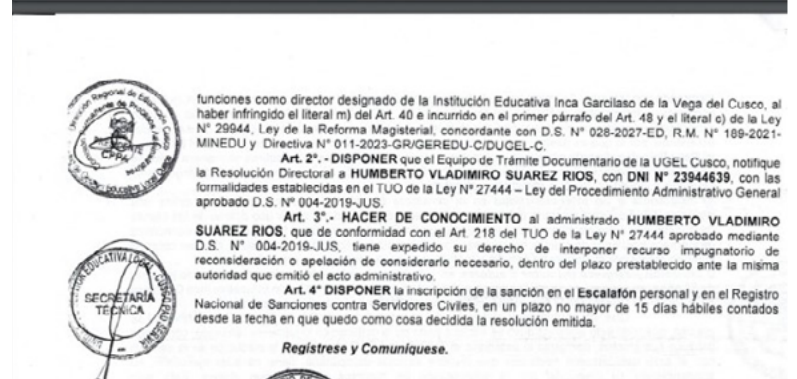 funciones como director designado de la Institución Educativa Inca Garcilaso de la Vega del Cusco, al
haber infringido el literal m) del Art. 40 e incurrido en el primer párrafo del Art. 48 y el literal c) de la Ley
N° 29944, Ley de la Reforma Magisterial, concordante con D.S. N° 028-2027-ED, R.M. N° 189-2021-
MINEDU y Directiva N° 011-2023-GR/GEREDU-C/DUGEL-C.
Art. 2°. - DISPONER que el Equipo de Trámite Documentario de la UGEL Cusco, notifique
la Resolución Directoral a HUMBERTO VLADIMIRO SUAREZ RIOS, con DNI N° 23944639, con las
formalidades establecidas en el TUO de la Ley N° 27444 – Ley del Procedimiento Administrativo General
aprobado D.S. N° 004-2019-JUS.
Art. 3°.- HACER DE CONOCIMIENTO al administrado HUMBERTO VLADIMIRO
SUAREZ RIOS, que de conformidad con el Art. 218 del TUO de la Ley N° 27444 aprobado mediante
D.S. N° 004-2019-JUS, tiene expedido su derecho de interponer recurso impugnatorio de
reconsideración o apelación de considerarlo necesario, dentro del plazo prestablecido ante la misma
autoridad que emitió el acto administrativo.
Art. 4° DISPONER la inscripción de la sanción en el Escalafón personal y en el Registro
Nacional de Sanciones contra Servidores Civiles, en un plazo no mayor de 15 días hábiles contados
desde la fecha en que quedo como cosa decidida la resolución emitida.
Regístrese y Comuníquese.
Dirección Regional de Educación Cusco
CPPA
SECRETARÍA
TÉCNICA